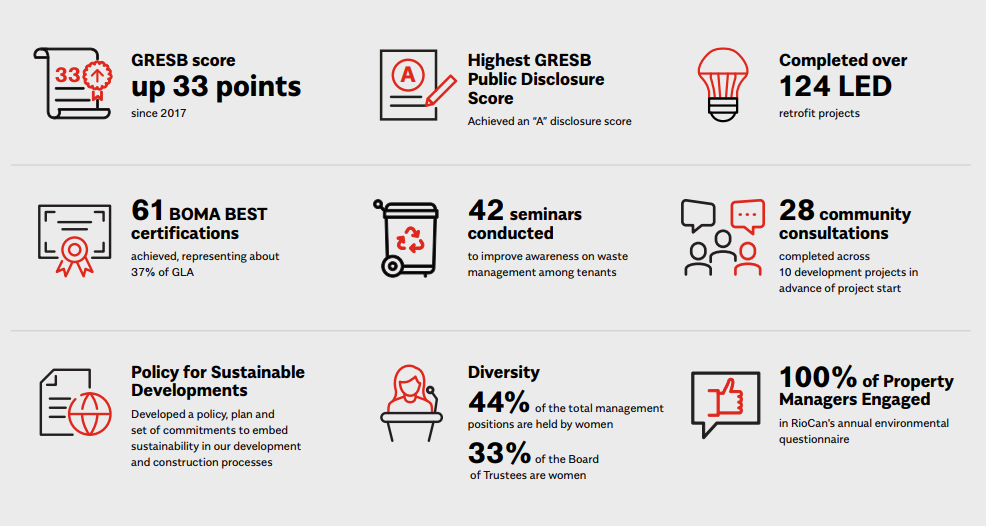 33
GRESB score
up 33 points
since 2017
A
Highest GRESB
Public Disclosure
Score
Achieved an “A” disclosure score
Completed over
124 LED
retrofit projects
61 BOMA BEST
certifications
achieved, representing about
37% of GLA
42 seminars
conducted
to improve awareness on waste
management among tenants
28 community
consultations
completed across
10 development projects in
advance of project start
Policy for Sustainable
Developments
Developed a policy, plan and
set of commitments to embed
sustainability in our development
and construction processes
Diversity
44% of the total management
positions are held by women
33% of the Board
of Trustees are women
100% of Property
Managers Engaged
in RioCan’s annual environmental
questionnaire